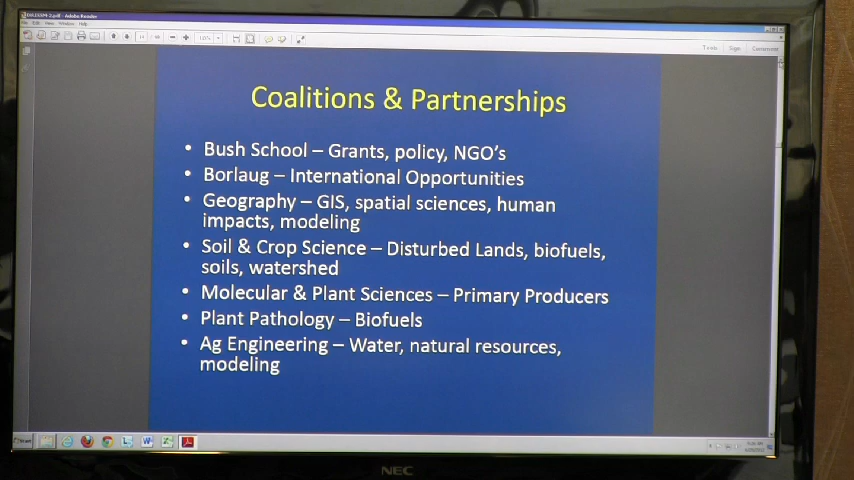 Coalitions & Partnerships
• Bush School – Grants, policy, NGO's
• Borlaug – International Opportunities
• Geography – GIS, spatial sciences, human
impacts, modeling
• Soil & Crop Science – Disturbed Lands, biofuels,
soils, watershed
• Molecular & Plant Sciences – Primary Producers
• Plant Pathology – Biofuels
• Ag Engineering – Water, natural resources,
modeling
NEC